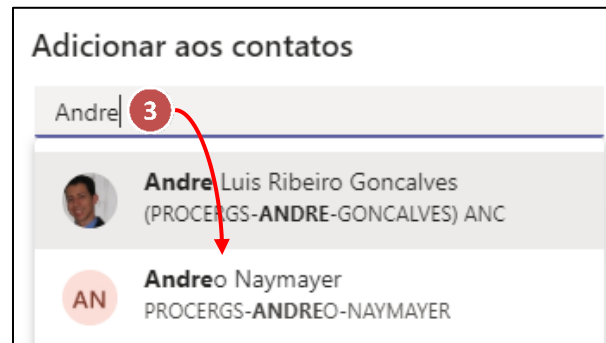 Adicionar aos contatos
Andre 3
Andre Luis Ribeiro Goncalves
(PROCERGS-ANDRE-GONCALVES) ANC
AN Andreo Naymayer
PROCERGS-ANDREO-NAYMAYER